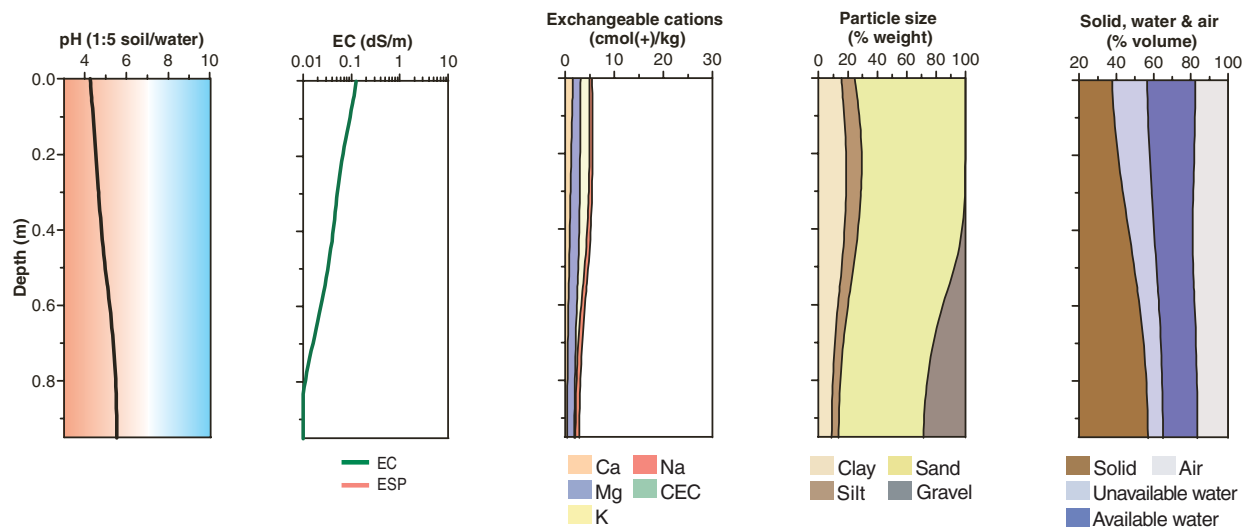 pH (1:5 soil/water)
4 6 8 10
Depth (m)
0.0
0.2
0.4
0.6
0.8
EC (dS/m)
0.01 0.1 1 10
EC
ESP
Exchangeable cations
(cmol(+)/kg)
0 10 20 30
Ca Na
Mg CEC
K
Particle size
(% weight)
0 20 40 60 80 100
Clay Sand
Silt Gravel
Solid, water & air
(% volume)
20 40 60 80 100
Solid Air
Unavailable water
Available water